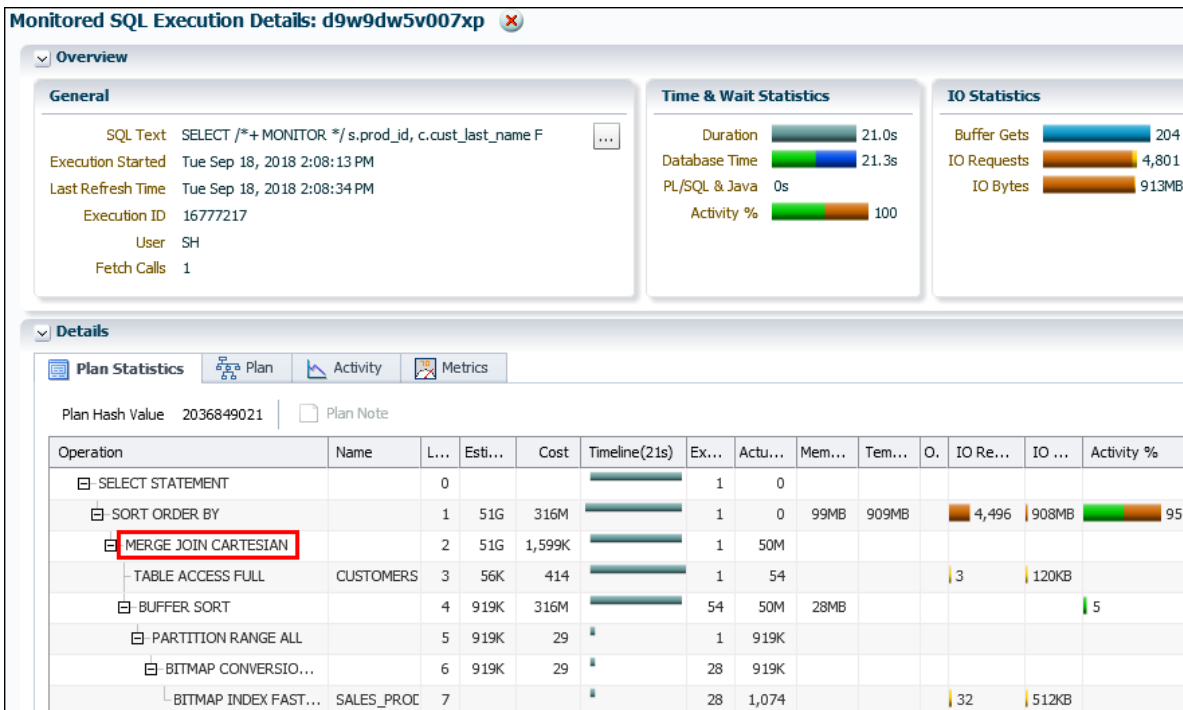 Monitored SQL Execution Details: d9w9dw5v007xp
Overview
General
SQL Text SELECT /*+ MONITOR */ s.prod_id, c.cust_last_name F ...
Execution Started Tue Sep 18, 2018 2:08:13 PM
Last Refresh Time Tue Sep 18, 2018 2:08:34 PM
Execution ID 16777217
User SH
Fetch Calls 1
Time & Wait Statistics
Duration 21.0s
Database Time 21.3s
PL/SQL & Java 0s
Activity % 100
IO Statistics
Buffer Gets 204
IO Requests 4,801
IO Bytes 913MB
Details
Plan Statistics Plan Activity Metrics
Plan Hash Value 2036849021 Plan Note
Operation Name L... Esti... Cost Timeline(21s) Ex... Actu... Mem... Tem... O. IO Re... IO ... Activity %
SELECT STATEMENT 0 1 0
SORT ORDER BY 1 51G 316M 1 0 99MB 909MB 4,496 908MB 95
MERGE JOIN CARTESIAN 2 51G 1,599K 1 50M
TABLE ACCESS FULL CUSTOMERS 3 56K 414 1 54 3 120KB
BUFFER SORT 4 919K 316M 54 50M 28MB 5
PARTITION RANGE ALL 5 919K 29 1 919K
BITMAP CONVERSIO... 6 919K 29 28 919K
BITMAP INDEX FAST... SALES_PROD 7 28 1,074 32 512KB